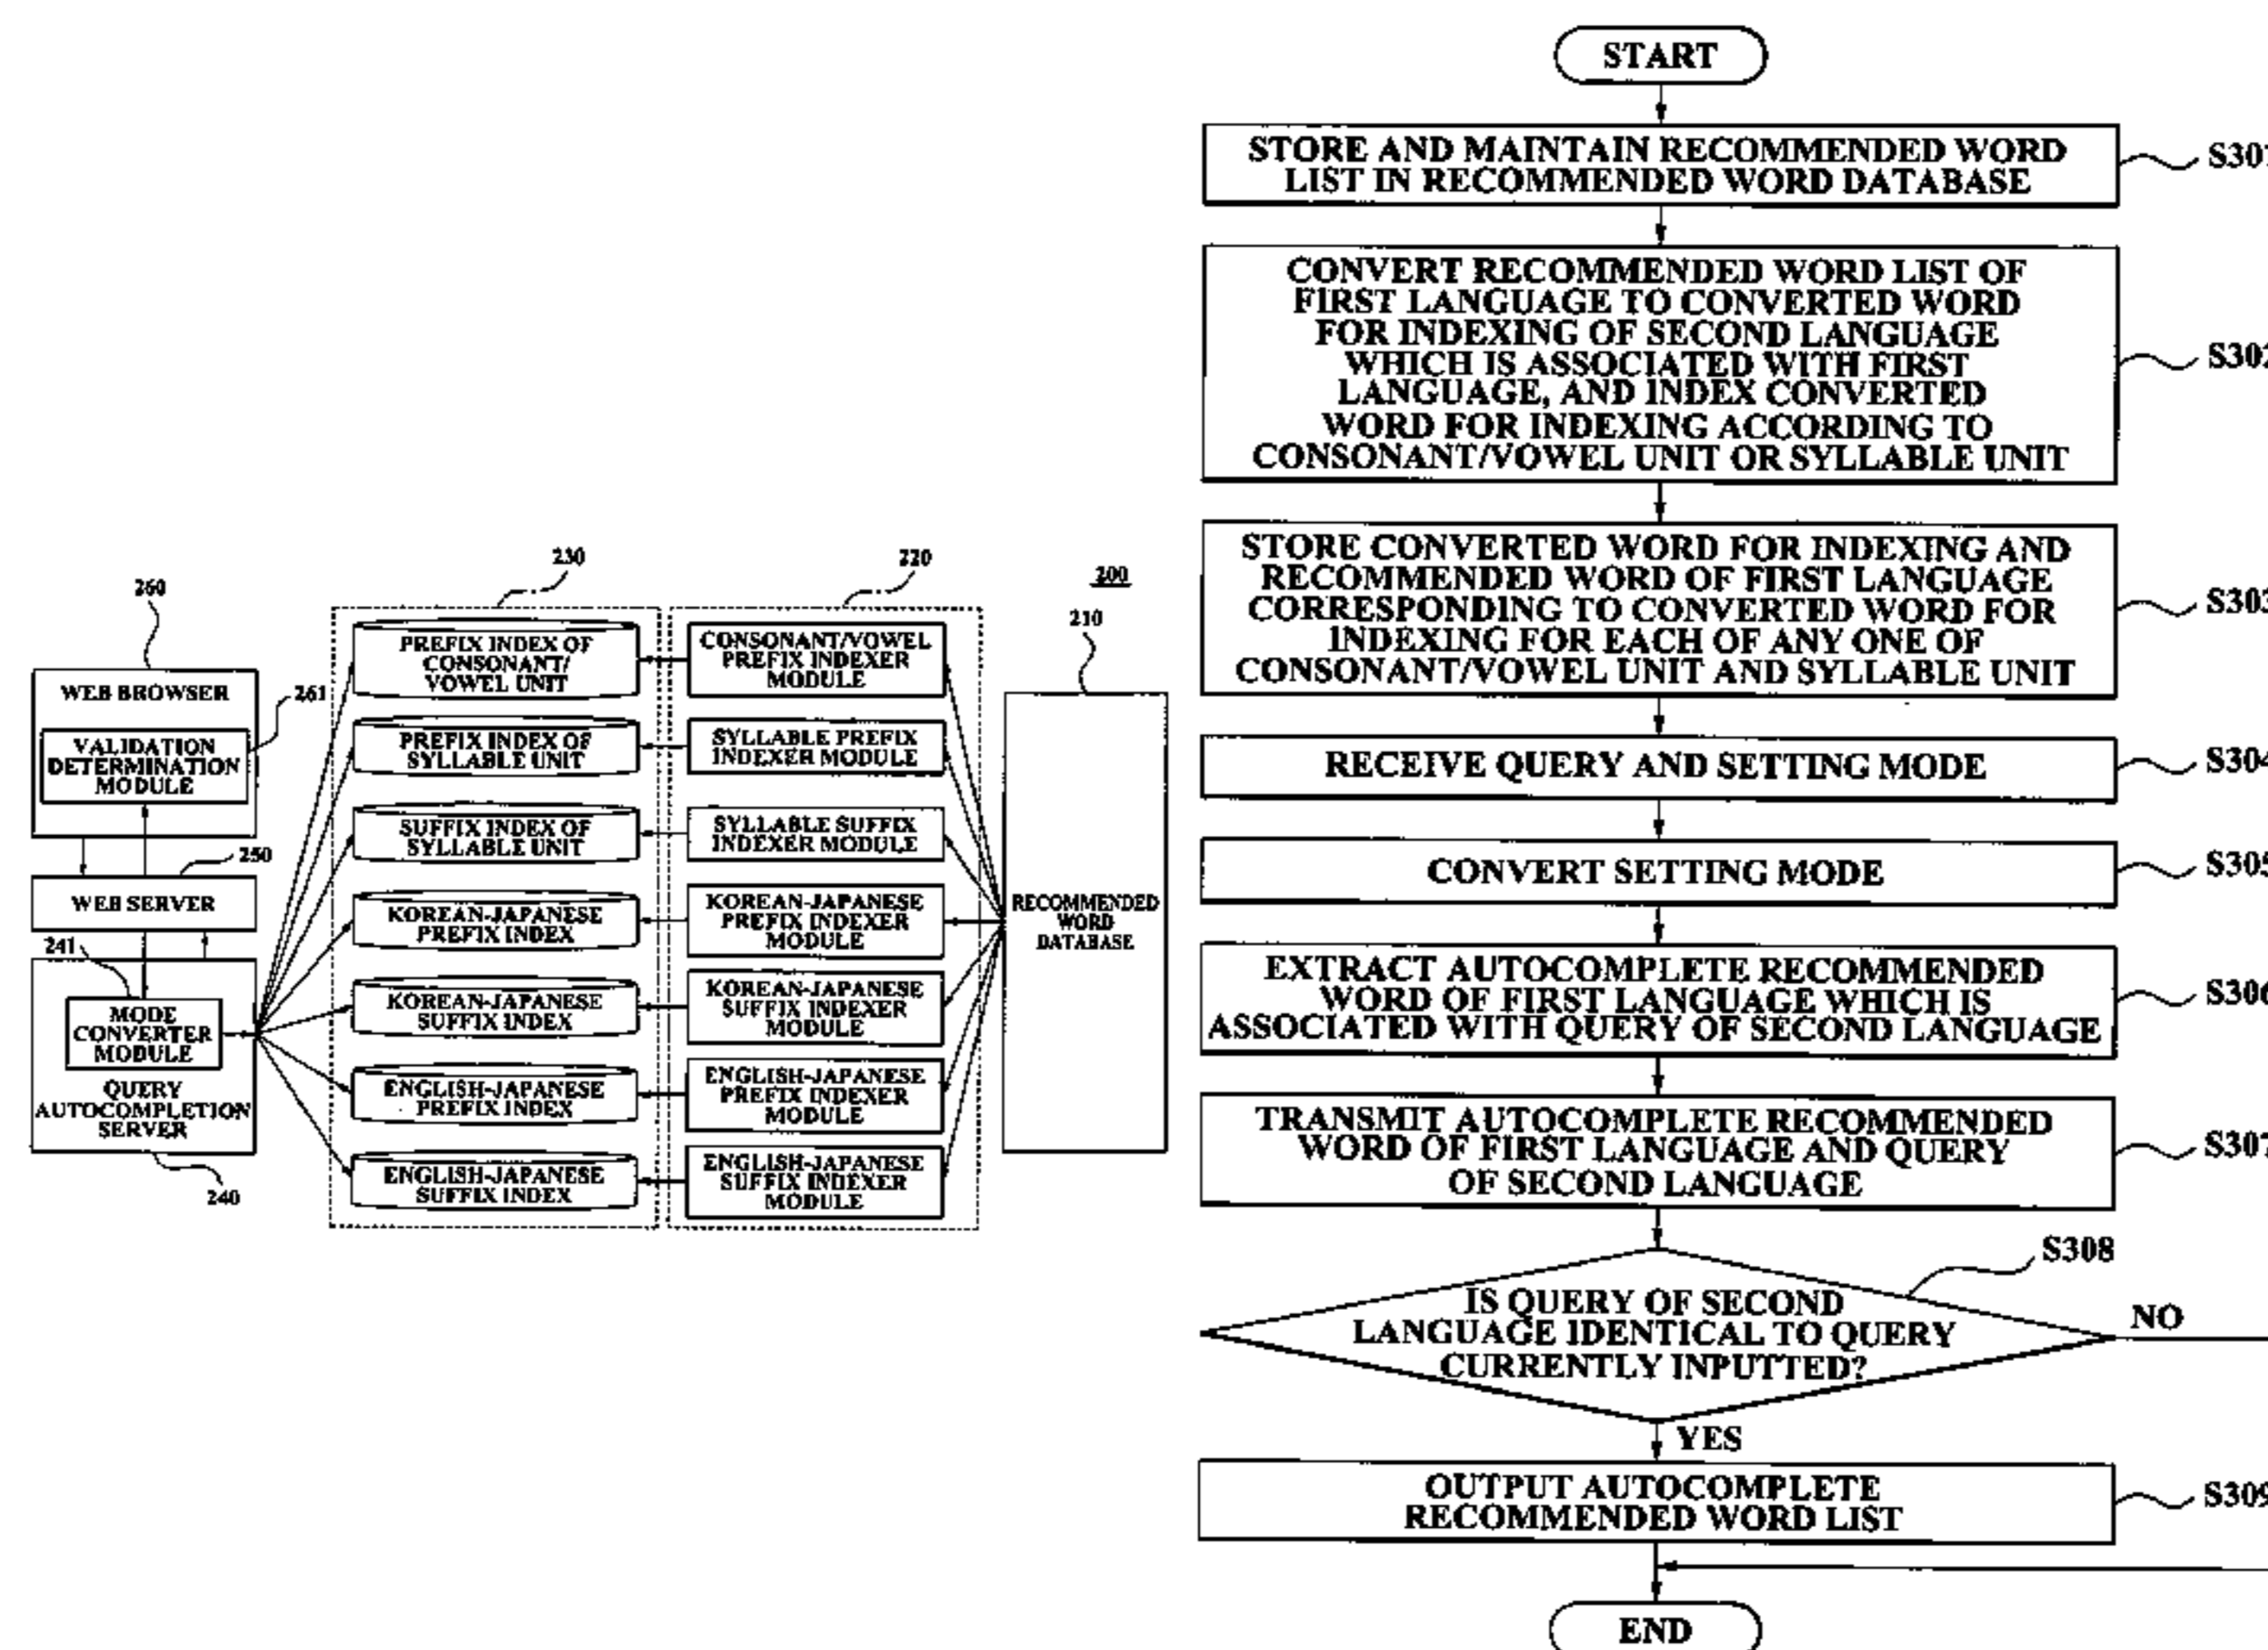 230
220
200
260
210
WEB BROWSER
261
VALIDATION
DETERMINATION
MODULE
250
WEB SERVER
241
MODE
CONVERTER
MODULE
QUERY
AUTOCOMPLETION
SERVER
240
PREFIX INDEX OF
CONSONANT/
VOWEL UNIT
PREFIX INDEX OF
SYLLABLE UNIT
SUFFIX INDEX OF
SYLLABLE UNIT
KOREAN-JAPANESE
PREFIX INDEX
KOREAN-JAPANESE
SUFFIX INDEX
ENGLISH-JAPANESE
PREFIX INDEX
ENGLISH-JAPANESE
SUFFIX INDEX
CONSONANT/VOWEL
PREFIX INDEXER
MODULE
SYLLABLE PREFIX
INDEXER MODULE
SYLLABLE SUFFIX
INDEXER MODULE
KOREAN-JAPANESE
PREFIX INDEXER
MODULE
KOREAN-JAPANESE
SUFFIX INDEXER
MODULE
ENGLISH-JAPANESE
PREFIX INDEXER
MODULE
ENGLISH-JAPANESE
SUFFIX INDEXER
MODULE
RECOMMENDED
WORD
DATABASE
START
STORE AND MAINTAIN RECOMMENDED WORD
LIST IN RECOMMENDED WORD DATABASE
S301
CONVERT RECOMMENDED WORD LIST OF
FIRST LANGUAGE TO CONVERTED WORD
FOR INDEXING OF SECOND LANGUAGE
WHICH IS ASSOCIATED WITH FIRST
LANGUAGE, AND INDEX CONVERTED
WORD FOR INDEXING ACCORDING TO
CONSONANT/VOWEL UNIT OR SYLLABLE UNIT
S302
STORE CONVERTED WORD FOR INDEXING AND
RECOMMENDED WORD OF FIRST LANGUAGE
CORRESPONDING TO CONVERTED WORD FOR
INDEXING FOR EACH OF ANY ONE OF
CONSONANT/VOWEL UNIT AND SYLLABLE UNIT
S303
RECEIVE QUERY AND SETTING MODE
S304
CONVERT SETTING MODE
S305
EXTRACT AUTOCOMPLETE RECOMMENDED
WORD OF FIRST LANGUAGE WHICH IS
ASSOCIATED WITH QUERY OF SECOND LANGUAGE
S306
TRANSMIT AUTOCOMPLETE RECOMMENDED
WORD OF FIRST LANGUAGE AND QUERY
OF SECOND LANGUAGE
S307
S308
IS QUERY OF SECOND
LANGUAGE IDENTICAL TO QUERY
CURRENTLY INPUTTED?
NO
YES
OUTPUT AUTOCOMPLETE
RECOMMENDED WORD LIST
S309
END